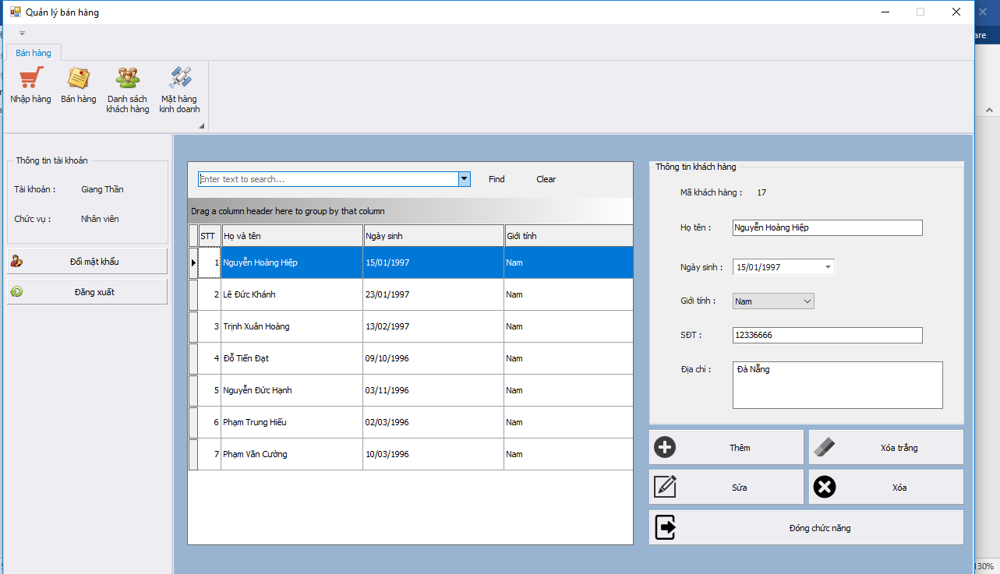 Quản lý bán hàng
are
Bán hàng
Nhập hàng
Bán hàng
Danh sách
khách hàng
Mặt hàng
kinh doanh
Thông tin tài khoản
Tài khoản : Giang Thần
Chức vụ : Nhân viên
Đổi mật khẩu
Đăng xuất
Enter text to search...
Find
Clear
Drag a column header here to group by that column
STT Họ và tên Ngày sinh Giới tính
1 Nguyễn Hoàng Hiệp 15/01/1997 Nam
2 Lê Đức Khánh 23/01/1997 Nam
3 Trịnh Xuân Hoàng 13/02/1997 Nam
4 Đỗ Tiến Đạt 09/10/1996 Nam
5 Nguyễn Đức Hạnh 03/11/1996 Nam
6 Phạm Trung Hiếu 02/03/1996 Nam
7 Phạm Văn Cường 10/03/1996 Nam
Thông tin khách hàng
Mã khách hàng : 17
Họ tên : Nguyễn Hoàng Hiệp
Ngày sinh : 15/01/1997
Giới tính : Nam
SĐT : 12336666
Địa chỉ : Đà Nẵng
Thêm
Xóa trắng
Sửa
Xóa
Đóng chức năng
130%